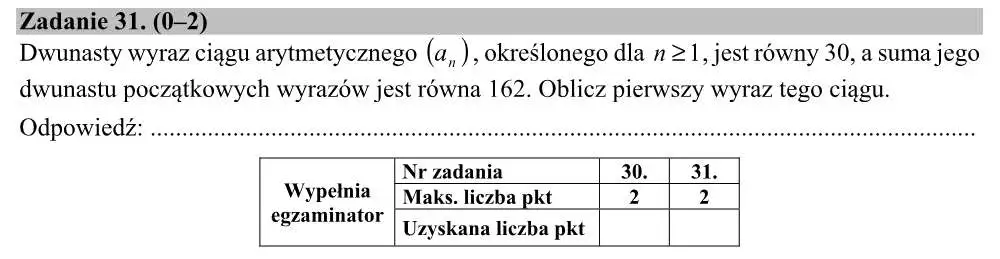 Zadanie 31. (0–2)
Dwunasty wyraz ciągu arytmetycznego (aₙ), określonego dla n ≥ 1, jest równy 30, a suma jego
dwunastu początkowych wyrazów jest równa 162. Oblicz pierwszy wyraz tego ciągu.
Odpowiedź: ....................................................................................................................................
Wypełnia egzaminator
Nr zadania 30. 31.
Maks. liczba pkt 2 2
Uzyskana liczba pkt